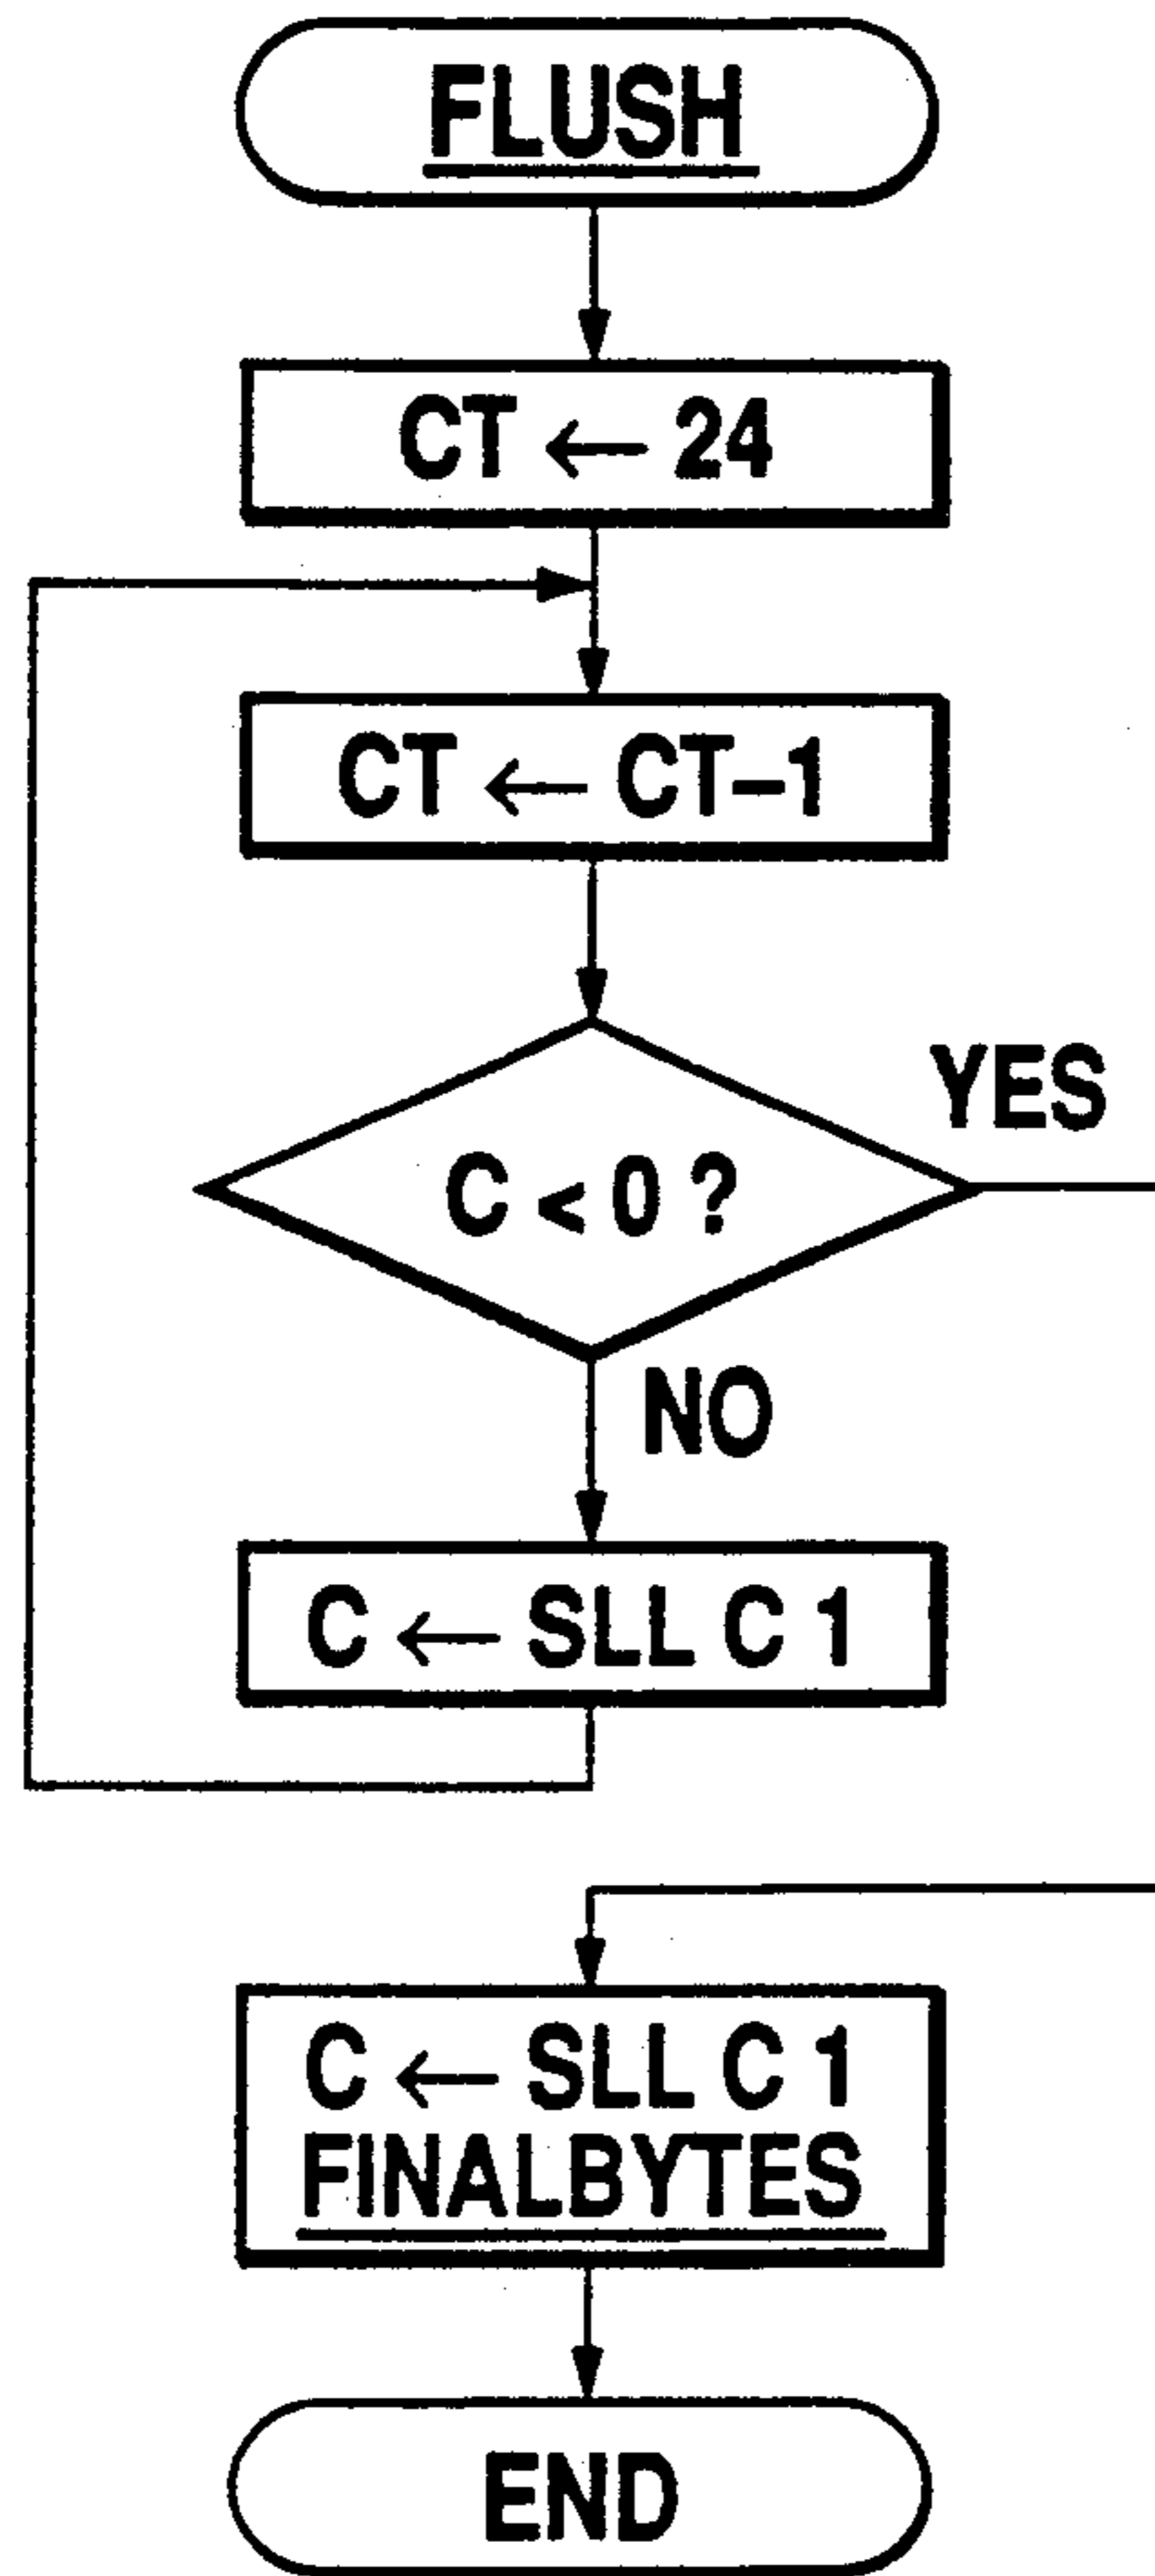 FLUSH
CT ← 24
CT ← CT–1
C < 0 ?
YES
NO
C ← SLL C 1
C ← SLL C 1
FINALBYTES
END